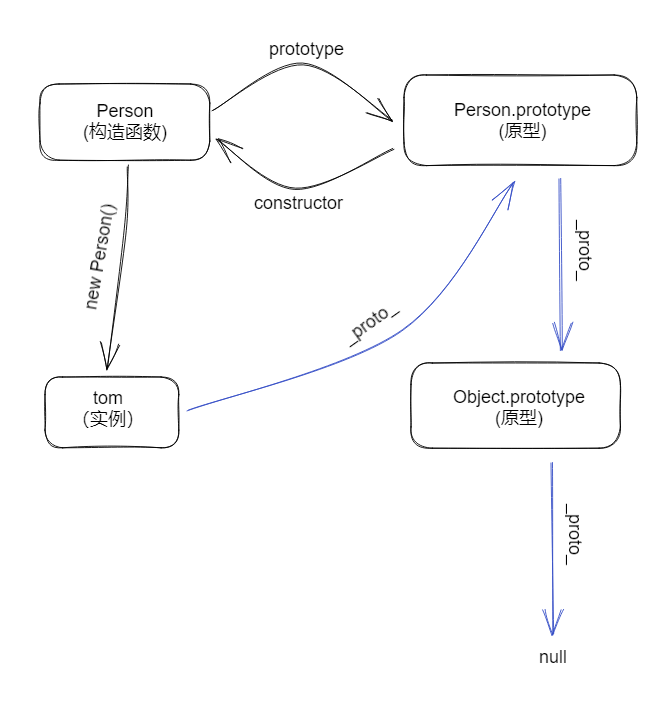 prototype
Person
(构造函数)
Person.prototype
(原型)
constructor
new Person()
_proto_
_proto_
tom
（实例）
Object.prototype
(原型)
_proto_
null